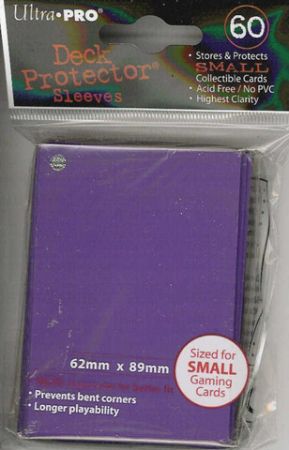 Ultra•PRO
60
Deck
Protector®
Sleeves
• Stores & Protects
SMALL
Collectible Cards
• Acid Free / No PVC
• Highest Clarity
62mm x 89mm
• Prevents bent corners
• Longer playability
Sized for
SMALL
Gaming
Cards